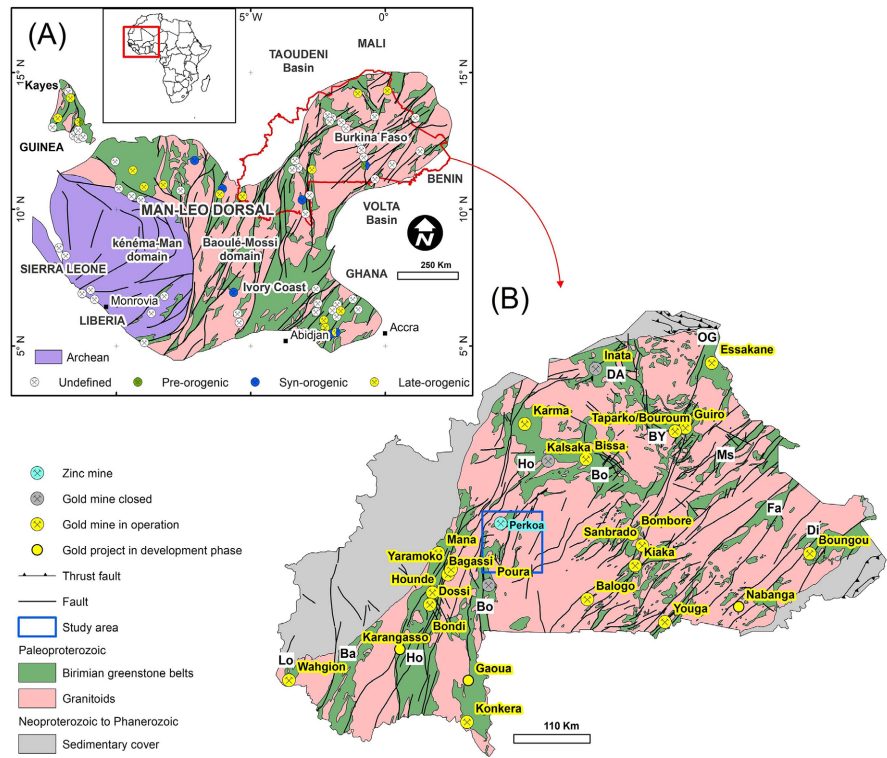 (A)
5° W
0°
MALI
TAOUDENI
Basin
15°N
15°N
Kayes
GUINEA
Burkina Faso
BENIN
10°N
10°N
MAN-LEO DORSAL
VOLTA
Basin
kénéma-Man
domain
Baoulé-Mossi
domain
N
250 Km
SIERRA LEONE
GHANA
Ivory Coast
Monrovia
LIBERIA
Abidjan
Accra
5°N
5°N
Archean
Undefined
Pre-orogenic
Syn-orogenic
Late-orogenic
(B)
OG
Inata
Essakane
DA
Karma
Taparko/Bouroum
Guiro
BY
Kalsaka
Bissa
Ho
Bo
Ms
Perkoa
Fa
Bombore
Sanbrado
Di
Boungou
Mana
Kiaka
Yaramoko
Bagassi
Poura
Hounde
Balogo
Nabanga
Dossi
Bo
Youga
Bondi
Karangasso
Lo
Ba
Ho
Wahgion
Gaoua
Konkera
110 Km
Zinc mine
Gold mine closed
Gold mine in operation
Gold project in development phase
Thrust fault
Fault
Study area
Paleoproterozoic
Birimian greenstone belts
Granitoids
Neoproterozoic to Phanerozoic
Sedimentary cover